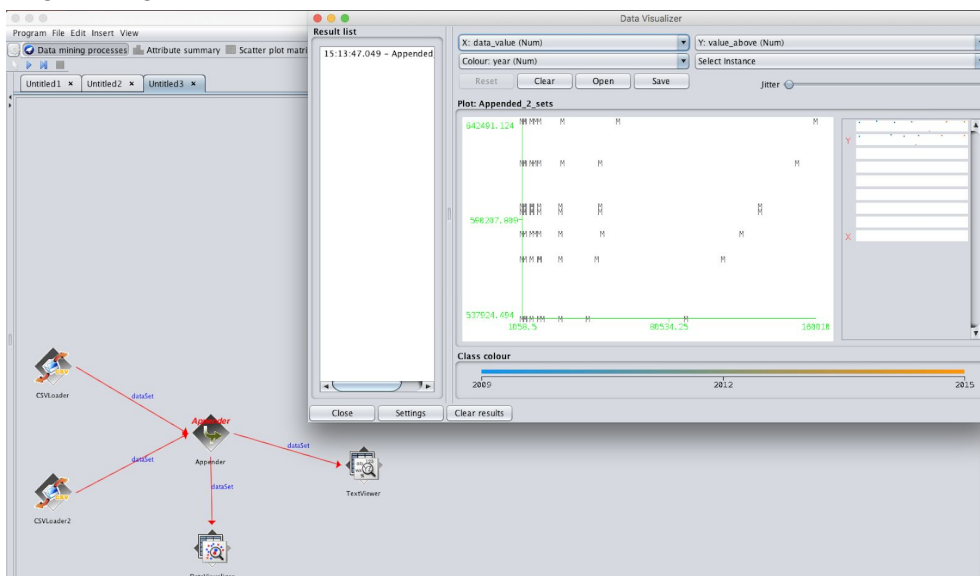 Data Visualizer
Program File Edit Insert View
Data mining processes Attribute summary Scatter plot matri
Untitled1 × Untitled2 × Untitled3 ×
Result list
15:13:47.049 - Appended
X: data_value (Num)
Y: value_above (Num)
Colour: year (Num)
Select Instance
Reset Clear Open Save Jitter
Plot: Appended_2_sets
642491.124
537924.494
1058.5 80534.25 160010
Y
X
Class colour
2009 2012 2015
Close Settings Clear results
CSVLoader
dataSet
Appender
Appender
dataSet
dataSet
dataSet
TextViewer
CSVLoader2